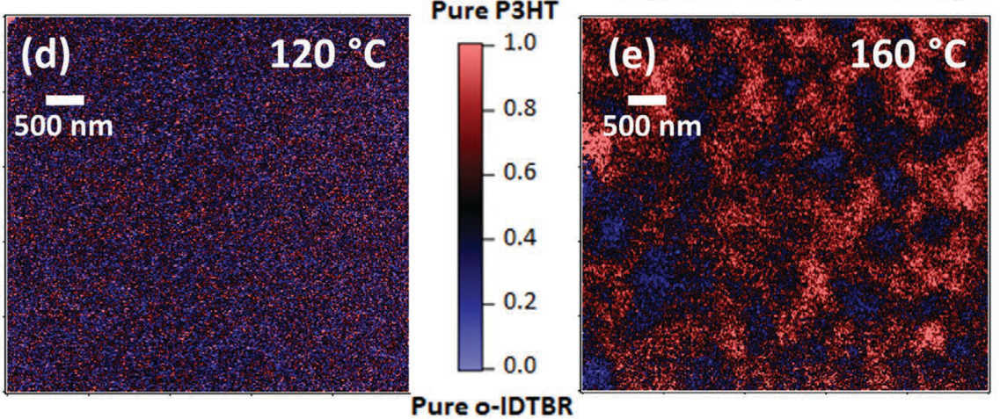 Pure P3HT
(d)
120 °C
500 nm
1.0
0.8
0.6
0.4
0.2
0.0
Pure o-IDTBR
(e)
160 °C
500 nm